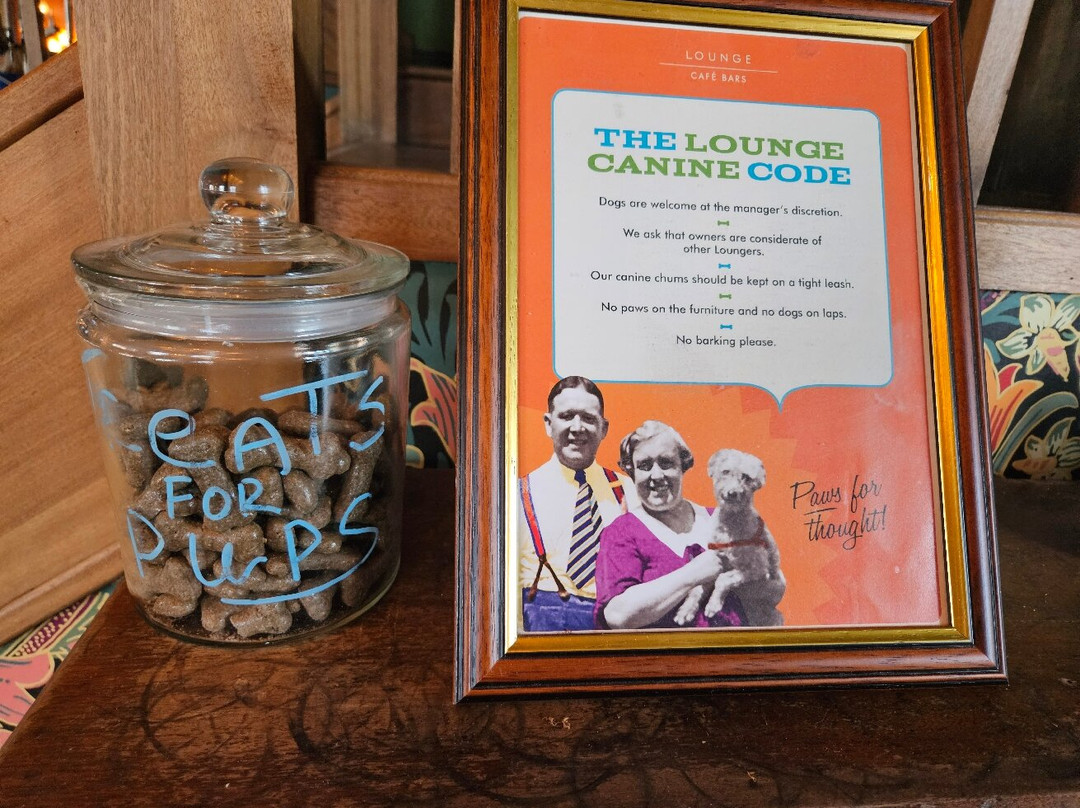 eATS
FOR
PuPS
LOUNGE
CAFÉ BARS
THE LOUNGE
CANINE CODE
Dogs are welcome at the manager's discretion.
We ask that owners are considerate of
other Loungers.
Our canine chums should be kept on a tight leash.
No paws on the furniture and no dogs on laps.
No barking please.
Paws for
thought!